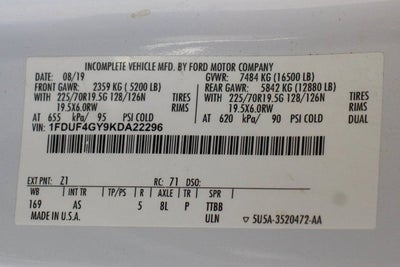 INCOMPLETE VEHICLE MFD. BY FORD MOTOR COMPANY
DATE: 08/19 GVWR: 7484 KG (16500 LB)
FRONT GAWR: 2359 KG ( 5200 LB) REAR GAWR: 5842 KG (12880 LB)
WITH 225/70R19.5G 128/126N TIRES WITH 225/70R19.5G 128/126N TIRES
19.5X6.0RW RIMS 19.5X6.0RW RIMS
AT 655 kPa/ 95 PSI COLD AT 620 kPa/ 90 PSI COLD
VIN: 1FDUF4GY9KDA22296 DUAL
EXT PNT: Z1 RC: 71 DSO:
WB INT TR TP/PS R AXLE TR SPR
169 AS 5 8L P TTBB
MADE IN U.S.A. ULN 5U5A-3520472-AA